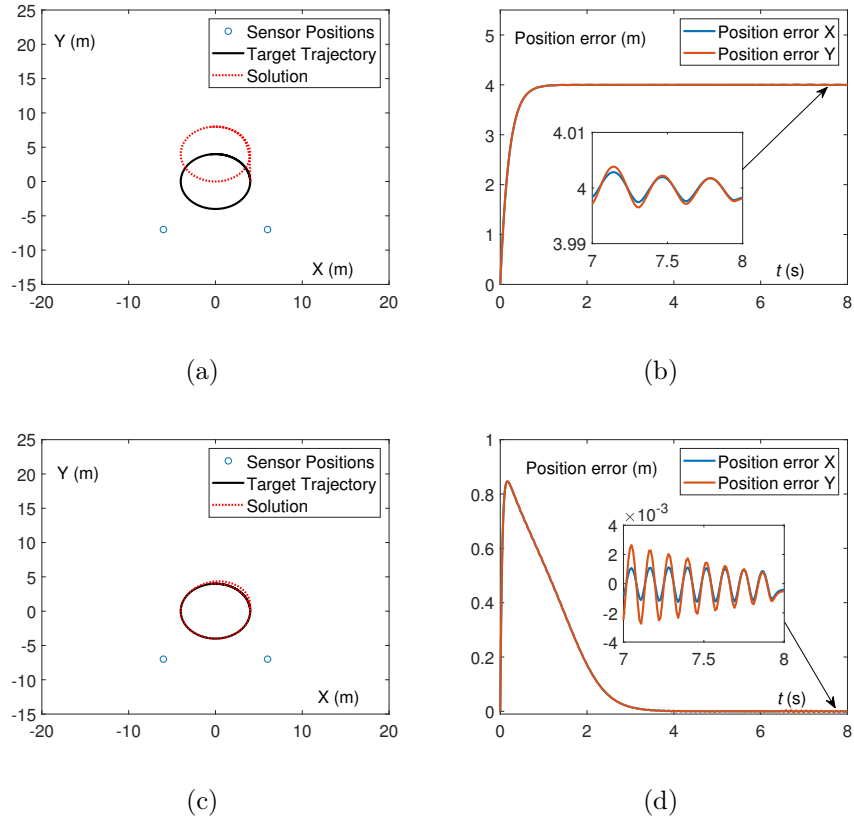 Y (m)
Sensor Positions
Target Trajectory
Solution
25
20
15
10
5
0
-5
-10
-15
X (m)
-20
-10
0
10
20
(a)
Position error (m)
Position error X
Position error Y
5
4
3
2
1
0
4.01
4
3.99
7
7.5
8
t (s)
0
2
4
6
8
(b)
Y (m)
Sensor Positions
Target Trajectory
Solution
25
20
15
10
5
0
-5
-10
-15
X (m)
-20
-10
0
10
20
(c)
Position error (m)
Position error X
Position error Y
1
0.8
0.6
0.4
0.2
0
×10-3
4
2
0
-2
-4
7
7.5
8
t (s)
0
2
4
6
8
(d)